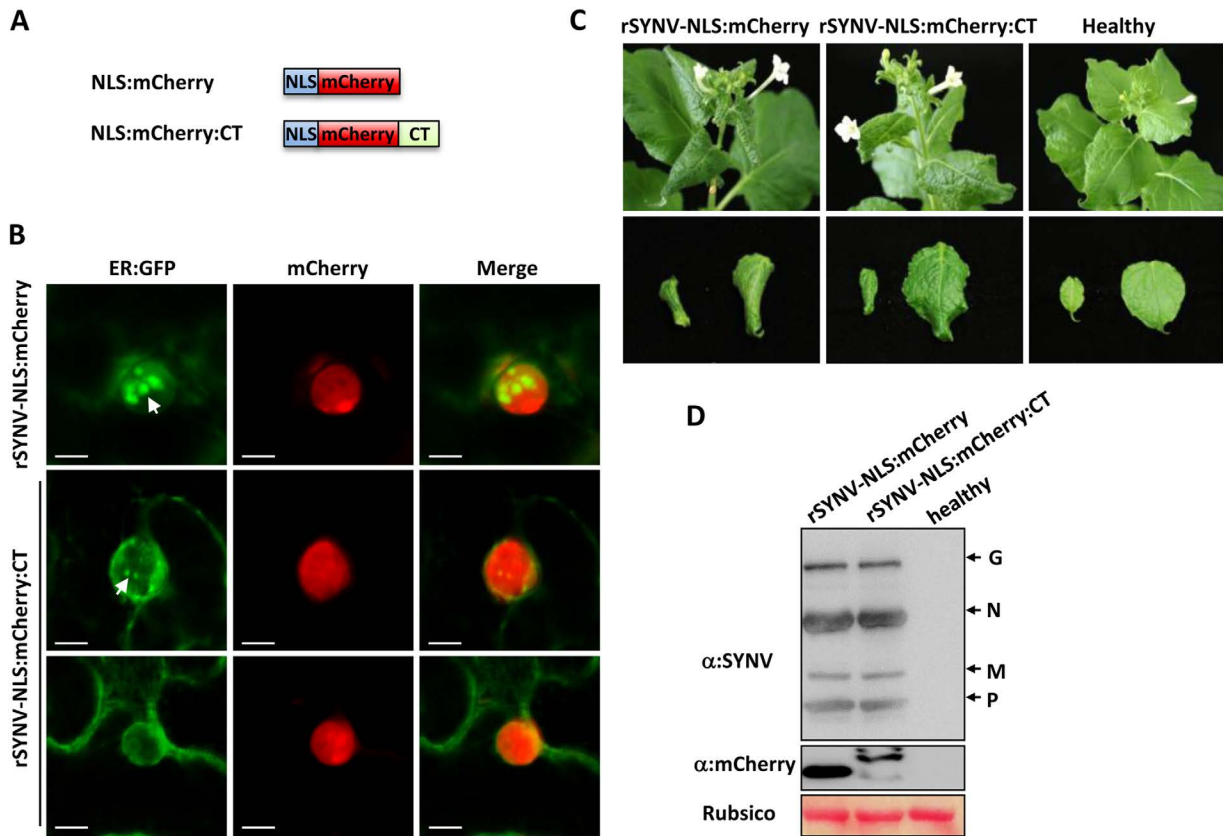 A
NLS:mCherry NLS mCherry
NLS:mCherry:CT NLS mCherry CT
B
ER:GFP mCherry Merge
rSYNV-NLS:mCherry
rSYNV-NLS:mCherry:CT
C
rSYNV-NLS:mCherry rSYNV-NLS:mCherry:CT Healthy
D
rSYNV-NLS:mCherry
rSYNV-NLS:mCherry:CT
healthy
α:SYNV
G
N
M
P
α:mCherry
Rubsico